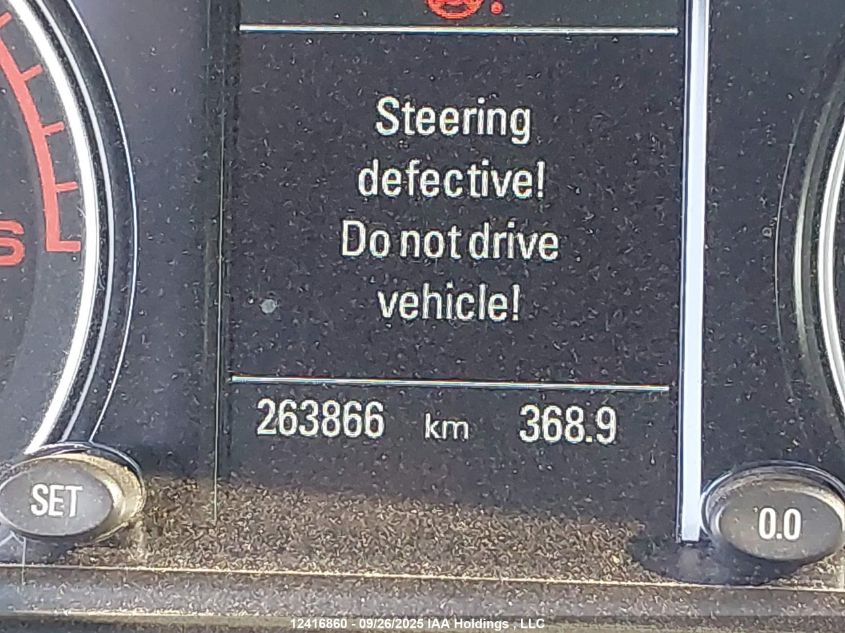 Steering
defective!
Do not drive
vehicle!
263866 km 368.9
SET
0.0
12416860 - 09/26/2025 IAA Holdings , LLC